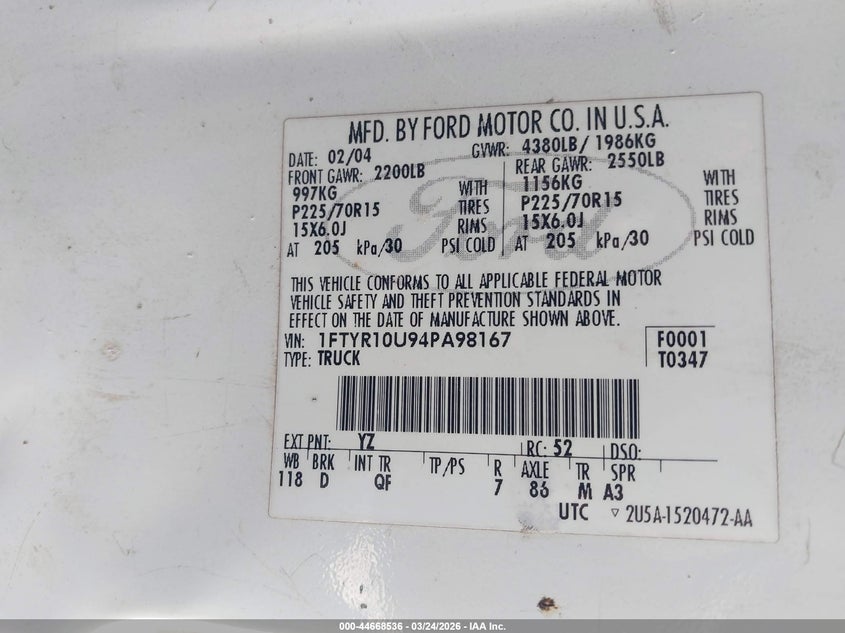 MFD. BY FORD MOTOR CO. IN U.S.A.
DATE: 02/04 GVWR: 4380LB/ 1986KG
FRONT GAWR: 2200LB REAR GAWR: 2550LB
997KG WITH 1156KG WITH
P225/70R15 TIRES P225/70R15 TIRES
15X6.0J RIMS 15X6.0J RIMS
AT 205 kPa/30 PSI COLD AT 205 kPa/30 PSI COLD
Ford
THIS VEHICLE CONFORMS TO ALL APPLICABLE FEDERAL MOTOR
VEHICLE SAFETY AND THEFT PREVENTION STANDARDS IN
EFFECT ON THE DATE OF MANUFACTURE SHOWN ABOVE.
VIN: 1FTYR10U94PA98167 F0001
TYPE: TRUCK T0347
EXT PNT: YZ RC: 52 DSO:
WB BRK INT TR TP/PS R AXLE TR SPR
118 D QF 7 86 M A3
UTC ▽ 2U5A-1520472-AA
000-44668536 - 03/24/2026 - IAA Inc.